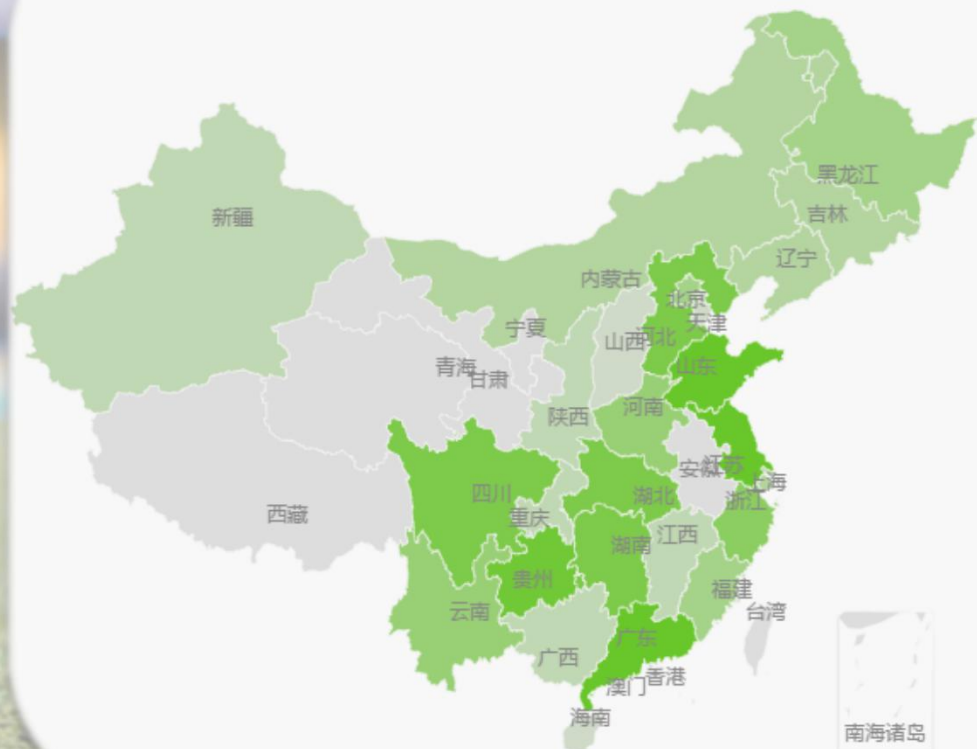 黑龙江
吉林
新疆
辽宁
内蒙古
北京
天津
宁夏
河北
山西
山东
青海
甘肃
河南
陕西
江苏
安徽
上海
四川
湖北
浙江
重庆
西藏
江西
湖南
贵州
福建
云南
台湾
广东
广西
香港
澳门
海南
南海诸岛